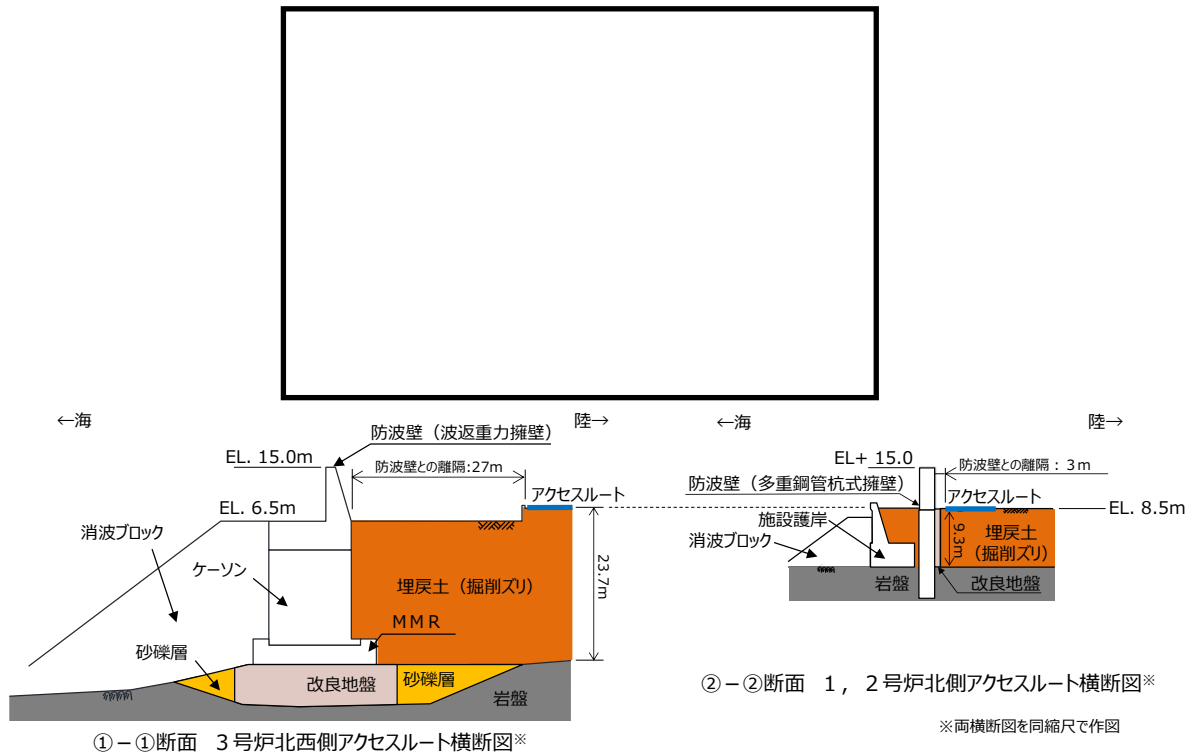 ←海
陸→
防波壁（波返重力擁壁）
EL. 15.0m
防波壁との離隔:27m
アクセスルート
EL. 6.5m
消波ブロック
ケーソン
埋戻土（掘削ズリ）
23.7m
ＭＭＲ
砂礫層
改良地盤
砂礫層
岩盤
①－①断面　３号炉北西側アクセスルート横断図※
←海
陸→
EL+ 15.0
防波壁との離隔：３ｍ
防波壁（多重鋼管杭式擁壁）
アクセスルート
EL. 8.5m
施設護岸
消波ブロック
9.3m
埋戻土
（掘削ズリ）
岩盤
改良地盤
②－②断面　１，２号炉北側アクセスルート横断図※
※両横断図を同縮尺で作図